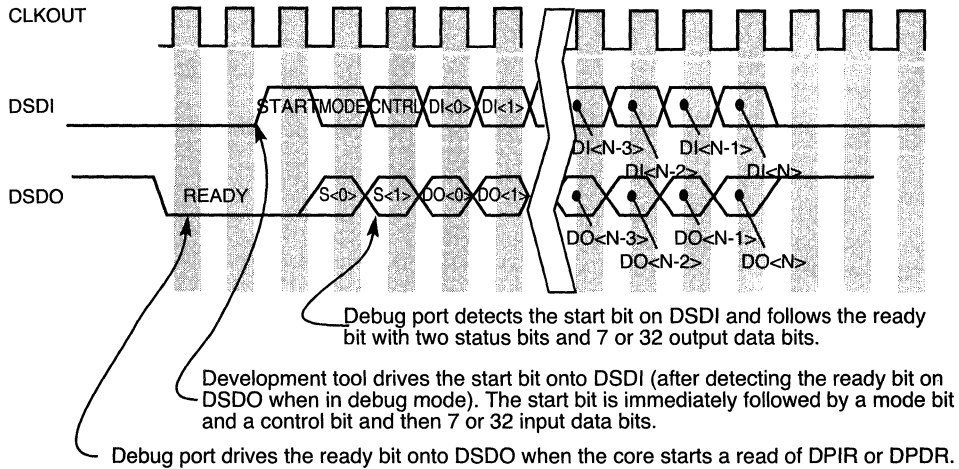 CLKOUT
DSDI
START MODE CNTRL DI<0> DI<1>
DI<N-3> DI<N-1>
DI<N-2> DI<N>
DSDO
READY S<0> S<1> DO<0> DO<1>
DO<N-3> DO<N-1>
DO<N-2> DO<N>
Debug port detects the start bit on DSDI and follows the ready
bit with two status bits and 7 or 32 output data bits.
Development tool drives the start bit onto DSDI (after detecting the ready bit on
DSDO when in debug mode). The start bit is immediately followed by a mode bit
and a control bit and then 7 or 32 input data bits.
Debug port drives the ready bit onto DSDO when the core starts a read of DPIR or DPDR.